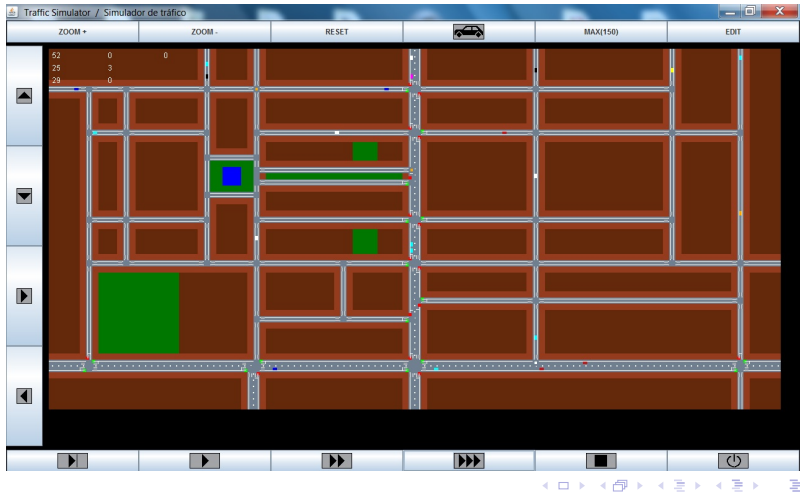 Traffic Simulator / Simulador de tráfico
ZOOM + ZOOM - RESET MAX(150) EDIT
52 0 0
25 3
29 0